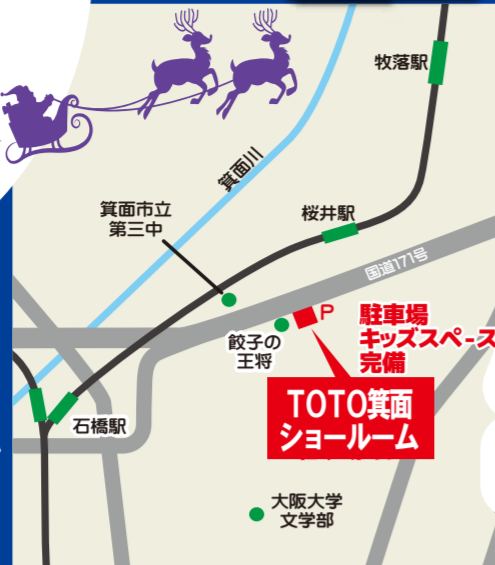 牧落駅
箕面川
箕面市立
第三中
桜井駅
国道171号
P
駐車場
キッズスペース
完備
餃子の
王将
TOTO箕面
ショールーム
石橋駅
大阪大学
文学部